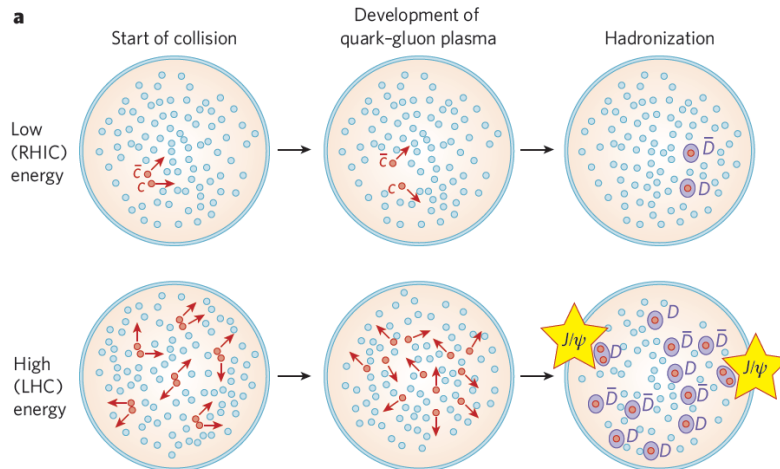 a
Start of collision
Development of
quark–gluon plasma
Hadronization
Low
(RHIC)
energy
c̄
c
c̄
c
D̄
D
High
(LHC)
energy
J/ψ
D
D̄
D̄
D
J/ψ
D
D̄
D̄
D̄
D
D
D